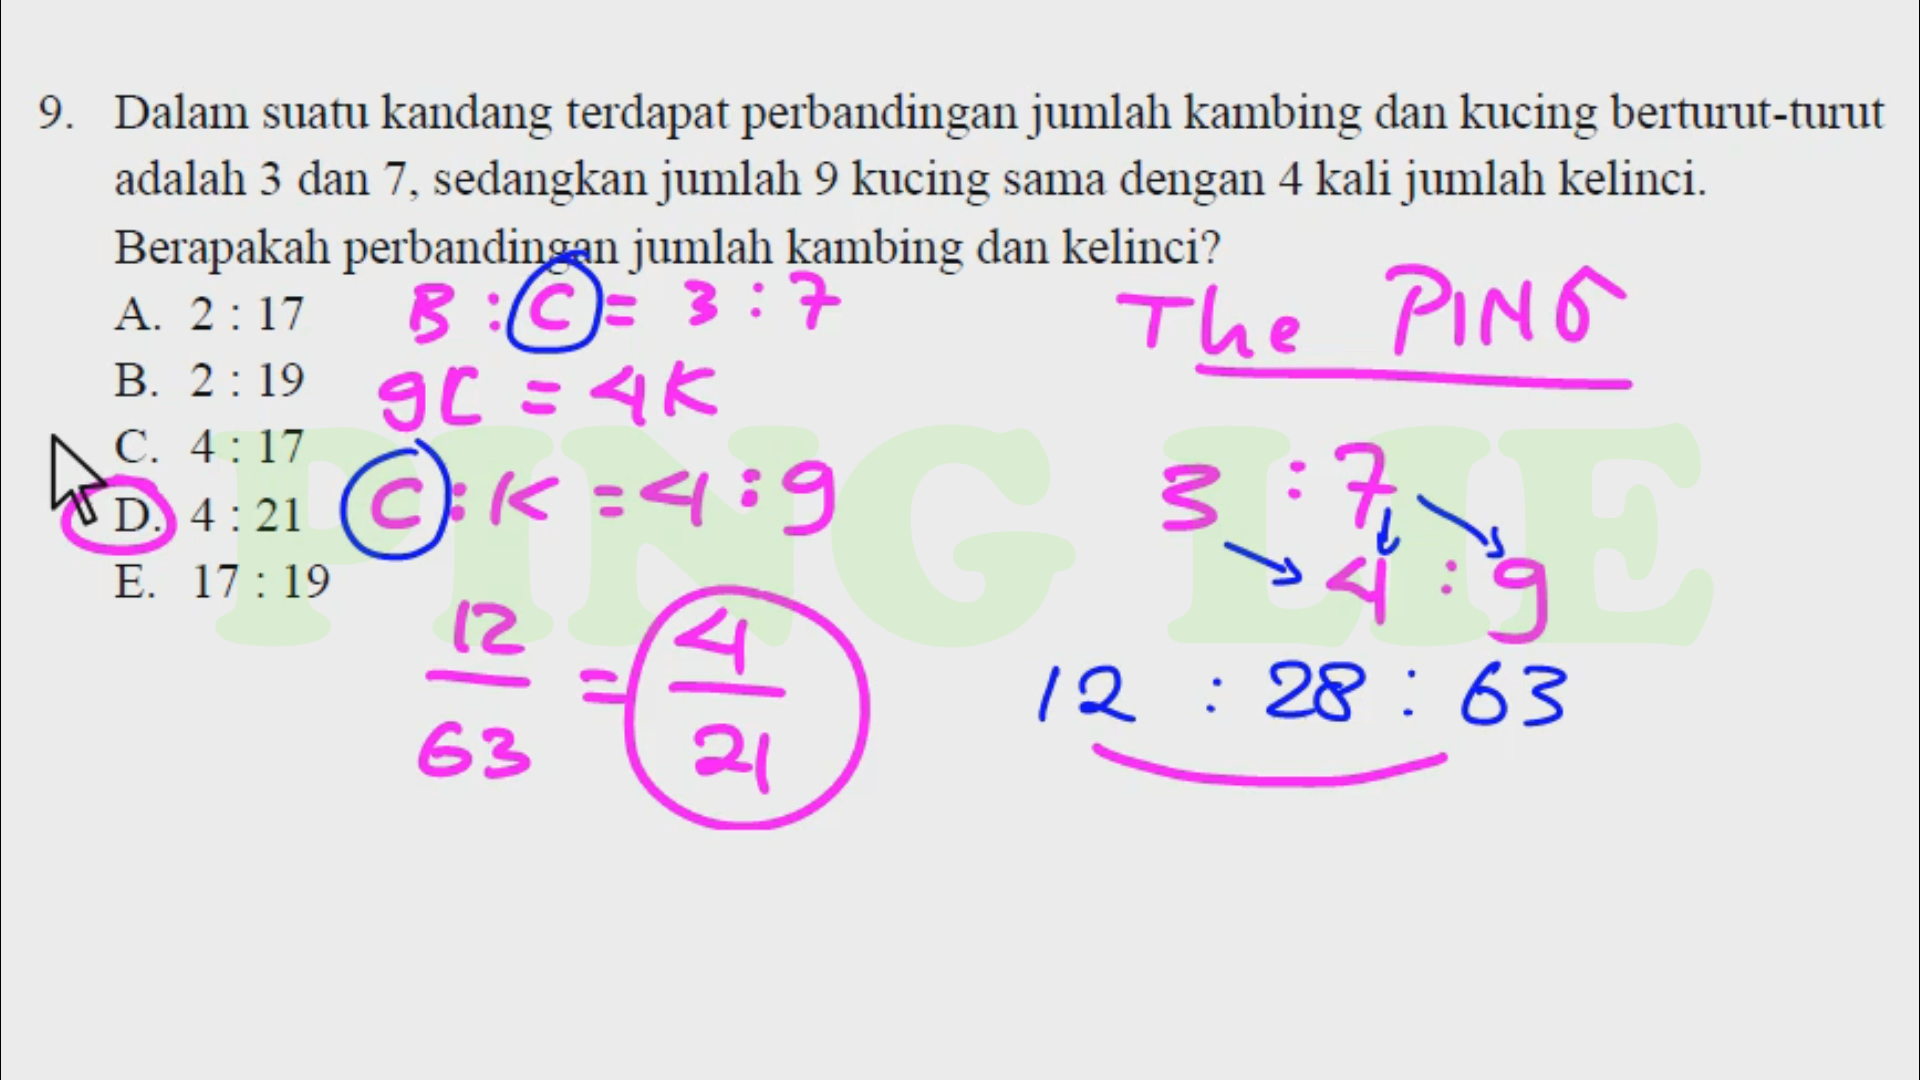 9. Dalam suatu kandang terdapat perbandingan jumlah kambing dan kucing berturut-turut
adalah 3 dan 7, sedangkan jumlah 9 kucing sama dengan 4 kali jumlah kelinci.
Berapakah perbandingan jumlah kambing dan kelinci?
A. 2 : 17
B. 2 : 19
C. 4 : 17
D. 4 : 21
E. 17 : 19
B : C = 3 : 7
9C = 4K
C : K = 4 : 9
12/63 = 4/21
The PING
3 : 7
4 : 9
12 : 28 : 63
PING LIE